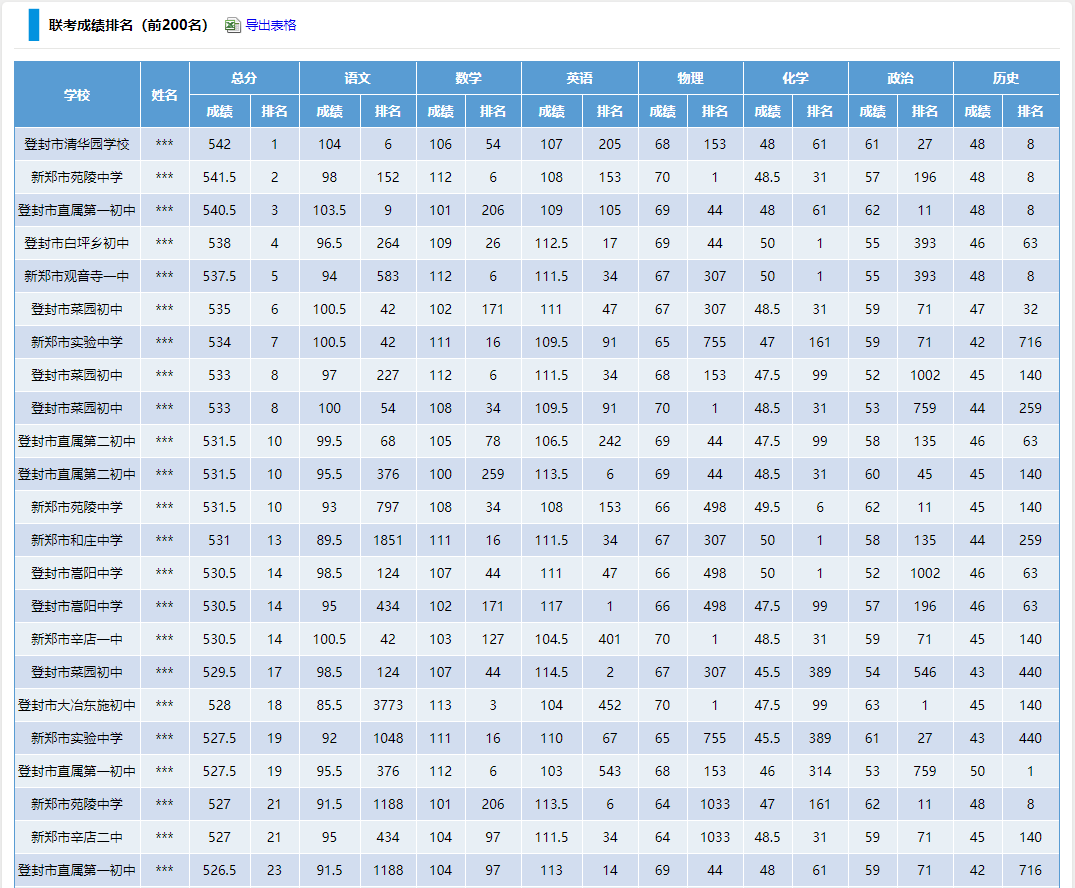 联考成绩排名（前200名） 导出表格
学校 姓名 总分 语文 数学 英语 物理 化学 政治 历史
成绩 排名 成绩 排名 成绩 排名 成绩 排名 成绩 排名 成绩 排名 成绩 排名 成绩 排名
登封市清华园学校 *** 542 1 104 6 106 54 107 205 68 153 48 61 61 27 48 8
新郑市苑陵中学 *** 541.5 2 98 152 112 6 108 153 70 1 48.5 31 57 196 48 8
登封市直属第一初中 *** 540.5 3 103.5 9 101 206 109 105 69 44 48 61 62 11 48 8
登封市白坪乡初中 *** 538 4 96.5 264 109 26 112.5 17 69 44 50 1 55 393 46 63
新郑市观音寺一中 *** 537.5 5 94 583 112 6 111.5 34 67 307 50 1 55 393 48 8
登封市菜园初中 *** 535 6 100.5 42 102 171 111 47 67 307 48.5 31 59 71 47 32
新郑市实验中学 *** 534 7 100.5 42 111 16 109.5 91 65 755 47 161 59 71 42 716
登封市菜园初中 *** 533 8 97 227 112 6 111.5 34 68 153 47.5 99 52 1002 45 140
登封市菜园初中 *** 533 8 100 54 108 34 109.5 91 70 1 48.5 31 53 759 44 259
登封市直属第二初中 *** 531.5 10 99.5 68 105 78 106.5 242 69 44 47.5 99 58 135 46 63
登封市直属第二初中 *** 531.5 10 95.5 376 100 259 113.5 6 69 44 48.5 31 60 45 45 140
新郑市苑陵中学 *** 531.5 10 93 797 108 34 108 153 66 498 49.5 6 62 11 45 140
新郑市和庄中学 *** 531 13 89.5 1851 111 16 111.5 34 67 307 50 1 58 135 44 259
登封市嵩阳中学 *** 530.5 14 98.5 124 107 44 111 47 66 498 50 1 52 1002 46 63
登封市嵩阳中学 *** 530.5 14 95 434 102 171 117 1 66 498 47.5 99 57 196 46 63
新郑市辛店一中 *** 530.5 14 100.5 42 103 127 104.5 401 70 1 48.5 31 59 71 45 140
登封市菜园初中 *** 529.5 17 98.5 124 107 44 114.5 2 67 307 45.5 389 54 546 43 440
登封市大冶东施初中 *** 528 18 85.5 3773 113 3 104 452 70 1 47.5 99 63 1 45 140
新郑市实验中学 *** 527.5 19 92 1048 111 16 110 67 65 755 45.5 389 61 27 43 440
登封市直属第一初中 *** 527.5 19 95.5 376 112 6 103 543 68 153 46 314 53 759 50 1
新郑市苑陵中学 *** 527 21 91.5 1188 101 206 113.5 6 64 1033 47 161 62 11 48 8
新郑市辛店二中 *** 527 21 95 434 104 97 111.5 34 64 1033 48.5 31 59 71 45 140
登封市直属第一初中 *** 526.5 23 91.5 1188 104 97 113 14 69 44 48 61 59 71 42 716